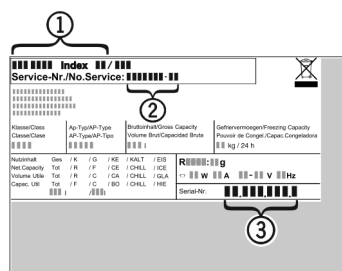 1
Index /
Service-Nr./No.Service: -
2
Klasse/Class Ap-Typ/AP-Type Bruttoinhalt/Gross Capacity Gefriervermoegen/Freezing Capacity
Classe/Clase AP-Type/AP-Tipo Volume Brut/Capacidad Brute Pouvoir de Congel./Capac.Congeladora
l kg / 24 h
Nutzinhalt Ges / K / G / KE / KALT / EIS R : g
Net.Capacity Tot / R / F / CE / CHILL / ICE
Volume Utile Tot / R / C / CA / CHILL / GLA W A - V Hz
Capac. Util Tot / F / C / BO / CHILL / HIE
l / l Serial-Nr. . . .
3